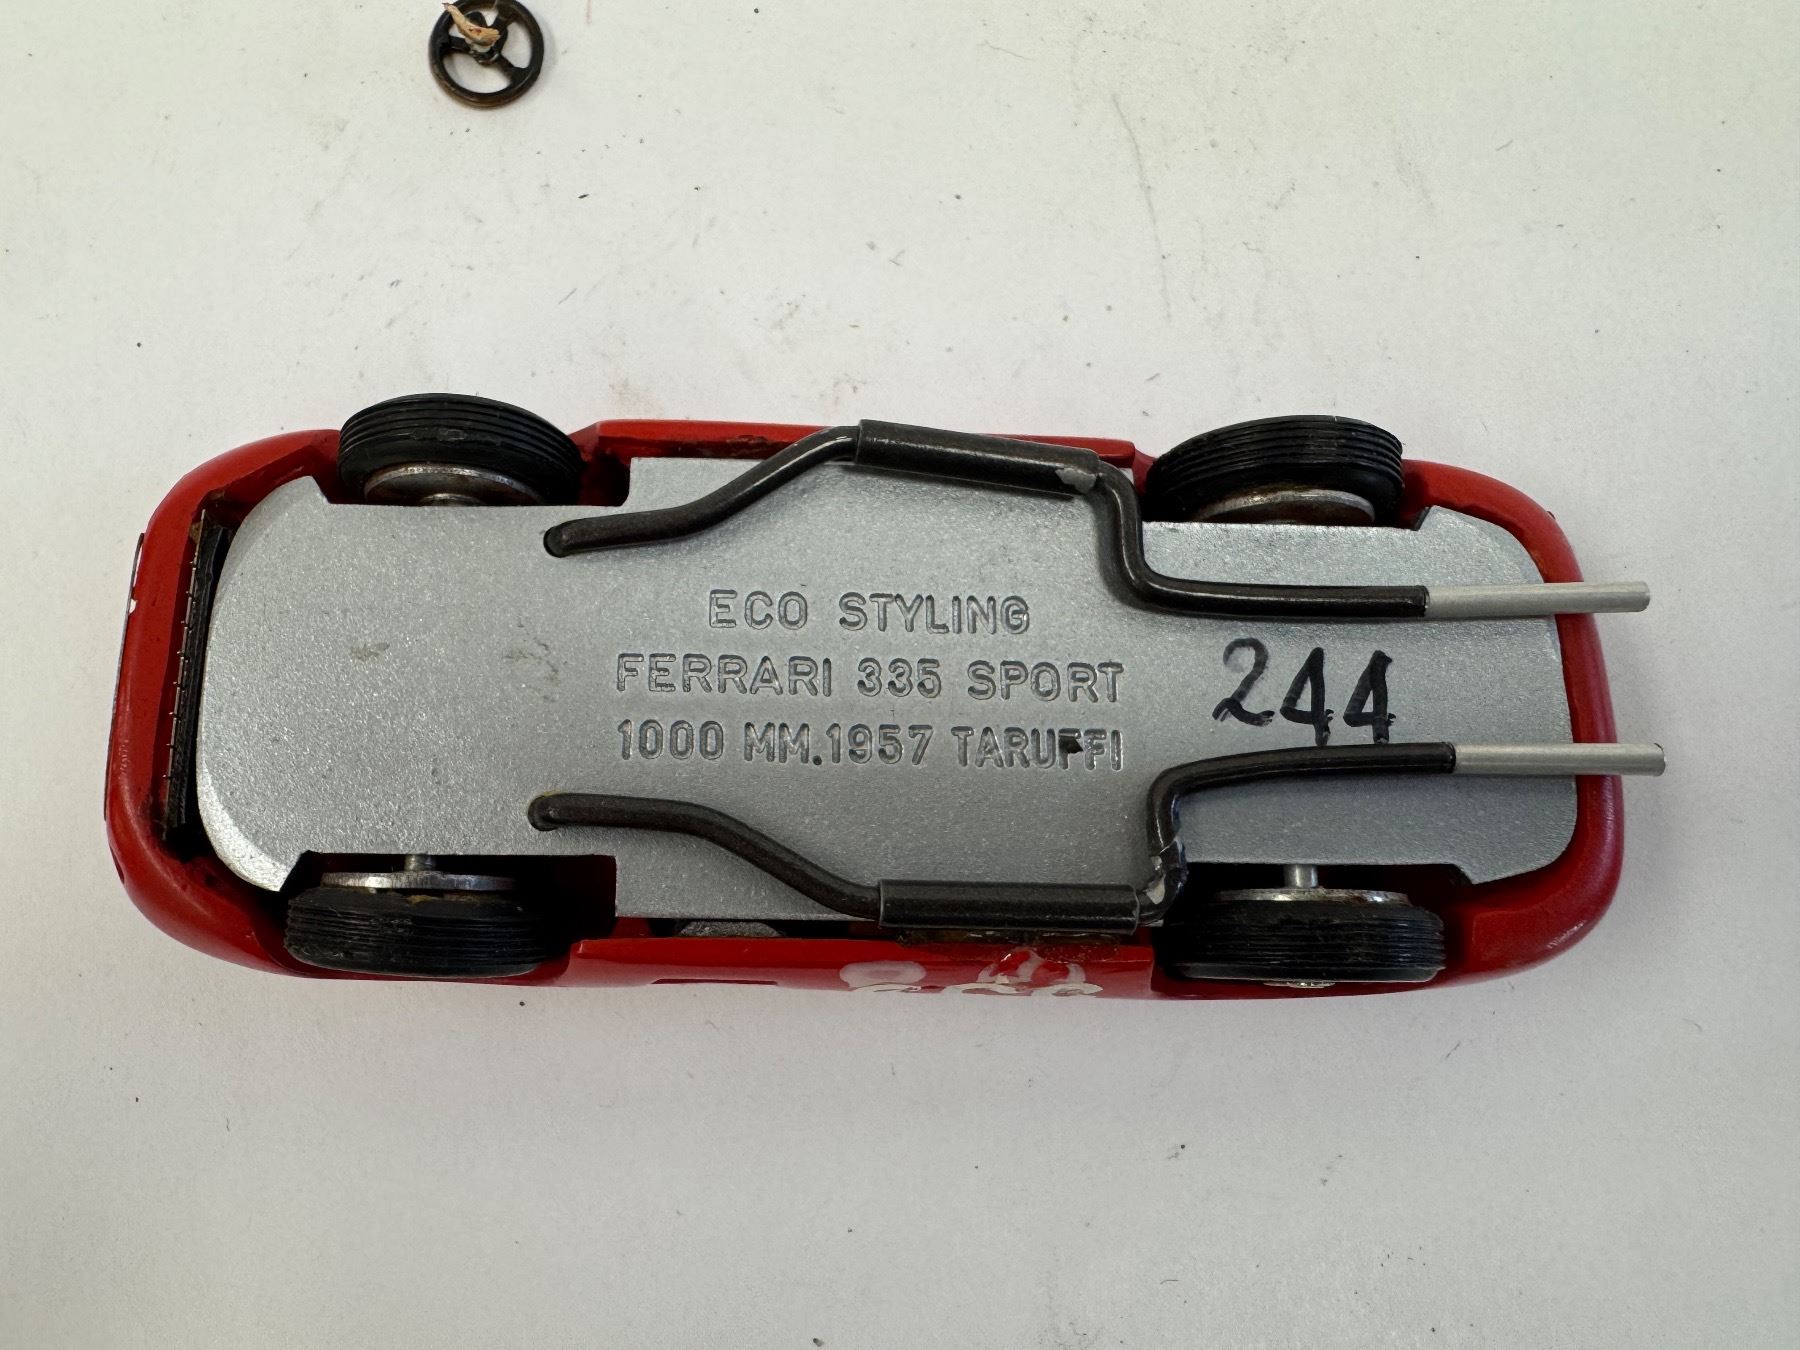 ECO STYLING
FERRARI 335 SPORT
1000 MM.1957 TARUFFI
244